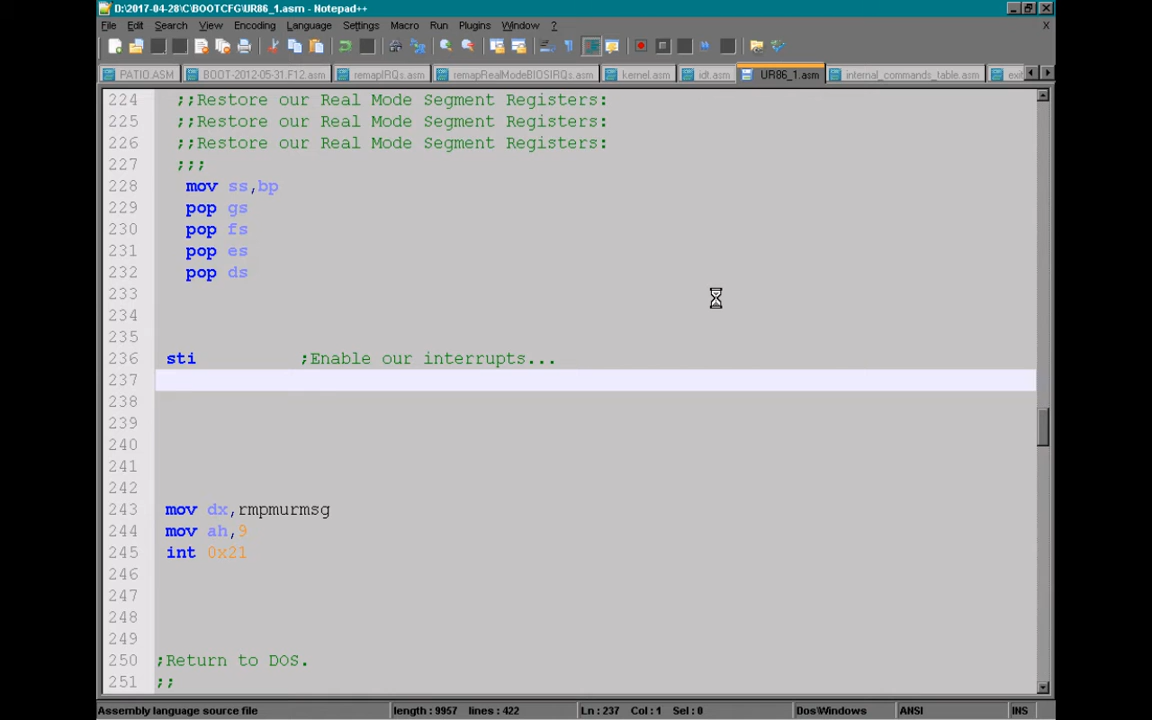 D:\2017-04-28\C\BOOTCFG\UR86_1.asm - Notepad++
File Edit Search View Encoding Language Settings Macro Run Plugins Window ? X
PATIO.ASM BOOT-2012-05-31.F12.asm remapIRQs.asm remapRealModeBIOSIRQ's.asm kernel.asm idt.asm UR86_1.asm internal_commands_table.asm exit
224 ;;Restore our Real Mode Segment Registers:
225 ;;Restore our Real Mode Segment Registers:
226 ;;Restore our Real Mode Segment Registers:
227 ;;;
228 mov ss,bp
229 pop gs
230 pop fs
231 pop es
232 pop ds
233
234
235
236 sti ;Enable our interrupts...
237
238
239
240
241
242
243 mov dx,rmpmurmsg
244 mov ah,9
245 int 0x21
246
247
248
249
250 ;Return to DOS.
251 ;;
Assembly language source file length : 9957 lines : 422 Ln : 237 Col : 1 Sel : 0 Dos\Windows ANSI INS